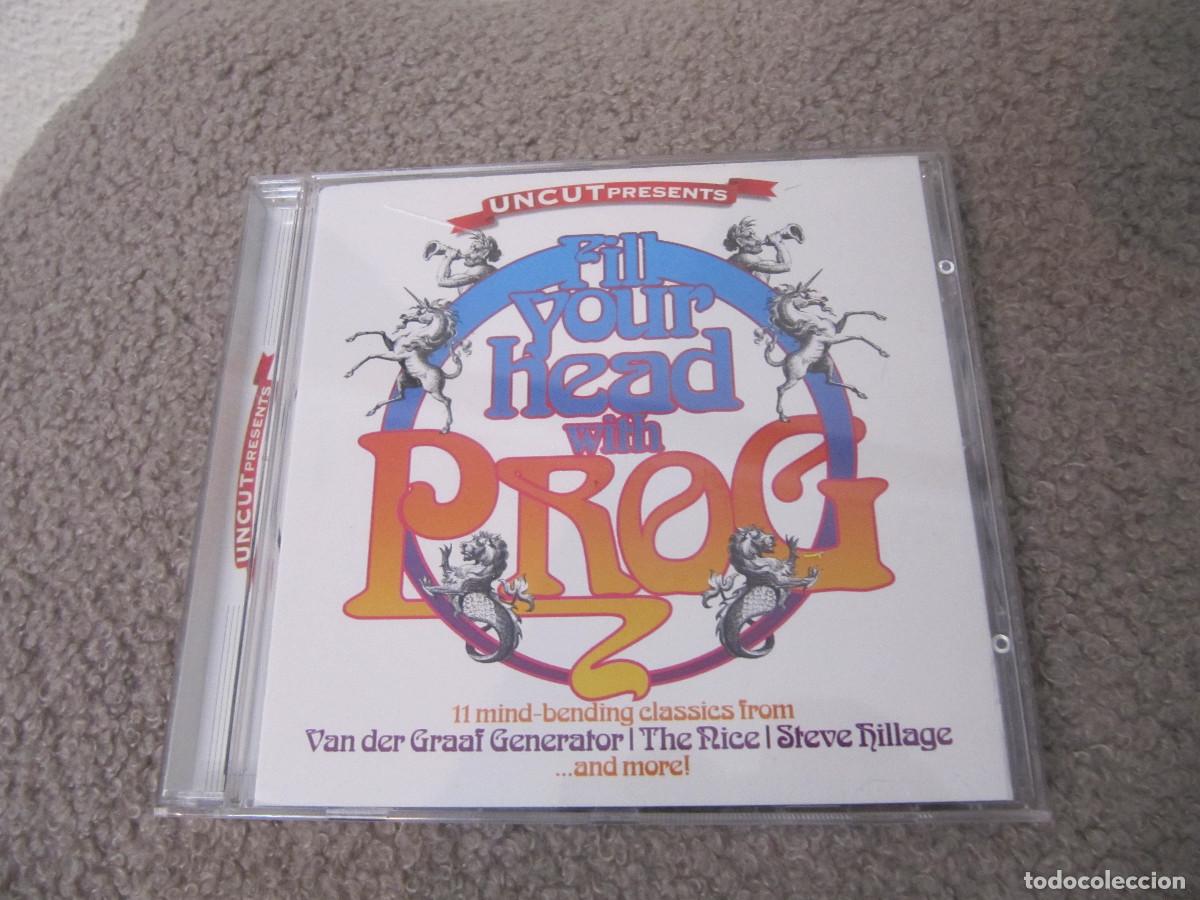 UNCUT PRESENTS
Fill
your
head
with
PROG
11 mind-bending classics from
Van der Graaf Generator | The Nice | Steve Hillage
...and more!
UNCUT PRESENTS
todocoleccion